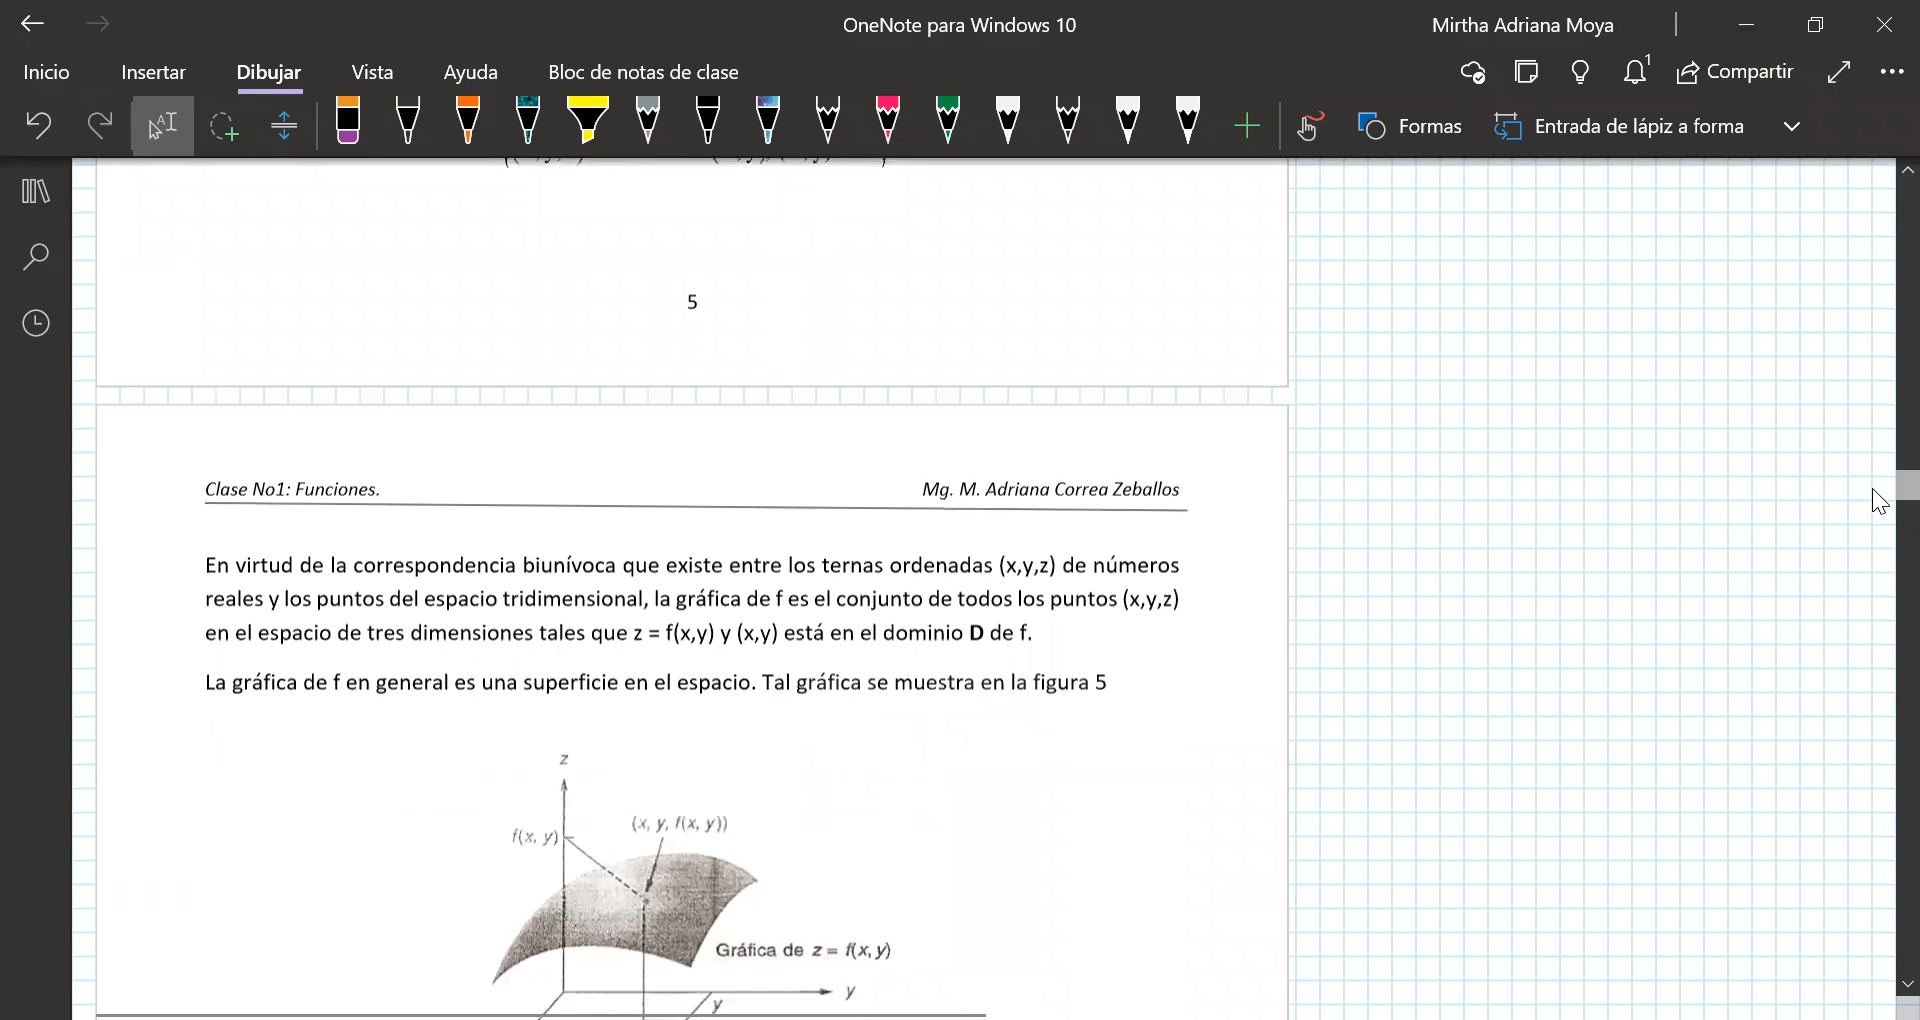 OneNote para Windows 10
Mirtha Adriana Moya
Inicio
Insertar
Dibujar
Vista
Ayuda
Bloc de notas de clase
1
Compartir
Formas
Entrada de lápiz a forma
5
Clase No1: Funciones.
Mg. M. Adriana Correa Zeballos
En virtud de la correspondencia biunívoca que existe entre los ternas ordenadas (x,y,z) de números
reales y los puntos del espacio tridimensional, la gráfica de f es el conjunto de todos los puntos (x,y,z)
en el espacio de tres dimensiones tales que z = f(x,y) y (x,y) está en el dominio D de f.
La gráfica de f en general es una superficie en el espacio. Tal gráfica se muestra en la figura 5
z
(x, y, f(x, y))
f(x, y)
Gráfica de z = f(x, y)
y
y